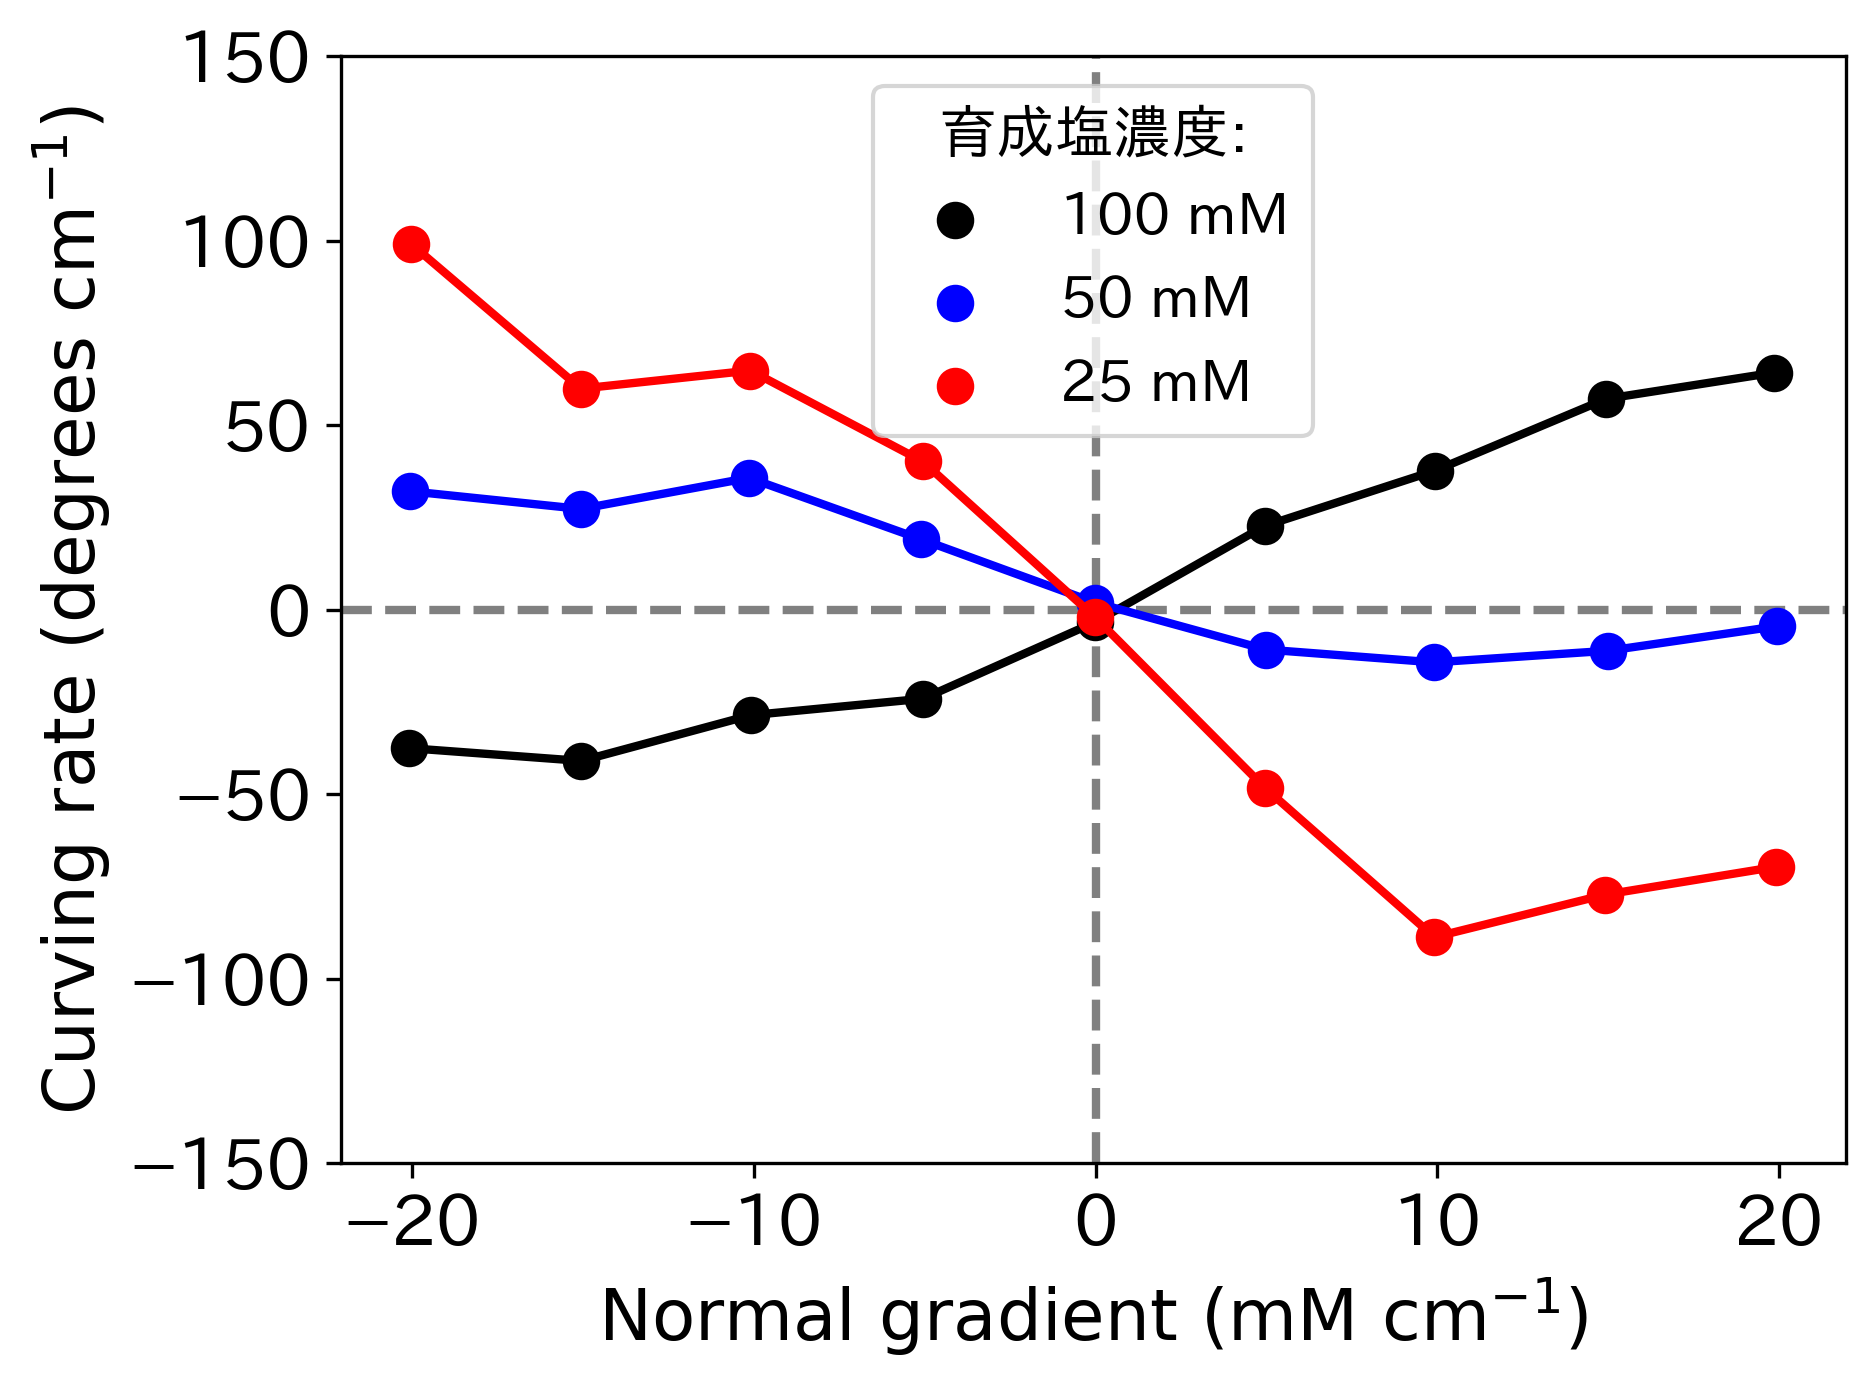 150
100
50
0
−50
−100
−150
Curving rate (degrees cm⁻¹)
育成塩濃度:
100 mM
50 mM
25 mM
−20
−10
0
10
20
Normal gradient (mM cm⁻¹)